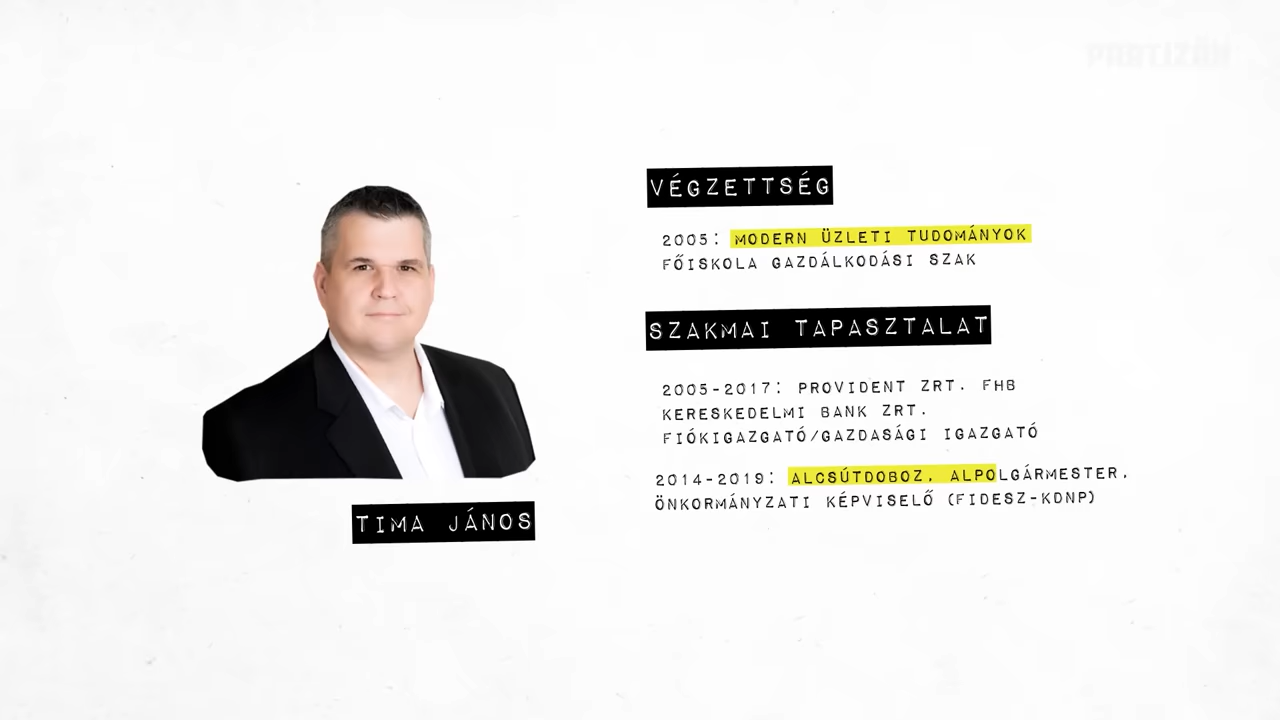 PARTIZÁN
VÉGZETTSÉG
2005: MODERN ÜZLETI TUDOMÁNYOK
FŐISKOLA GAZDÁLKODÁSI SZAK
SZAKMAI TAPASZTALAT
2005-2017: PROVIDENT ZRT. FHB
KERESKEDELMI BANK ZRT.
FIÓKIGAZGATÓ/GAZDASÁGI IGAZGATÓ
2014-2019: ALCSÚTDOBOZ, ALPOLGÁRMESTER,
ÖNKORMÁNYZATI KÉPVISELŐ (FIDESZ-KDNP)
TIMA JÁNOS